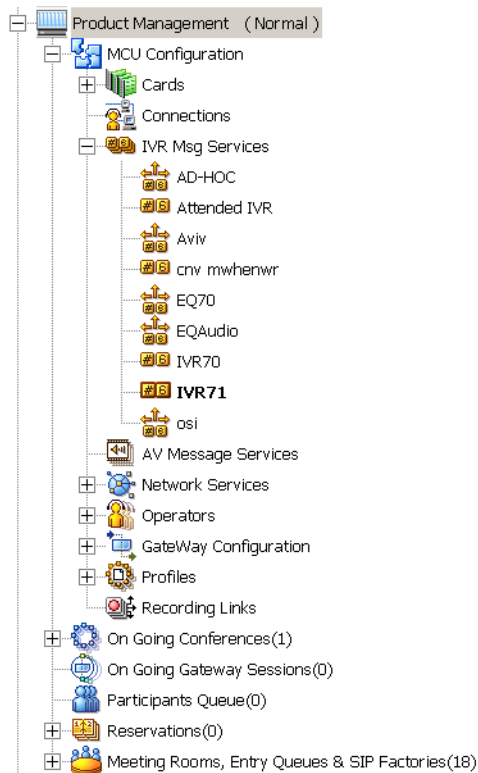 Product Management (Normal)
MCU Configuration
Cards
Connections
IVR Msg Services
AD-HOC
Attended IVR
Aviv
cnv mwhenwr
EQ70
EQAudio
IVR70
IVR71
osi
AV Message Services
Network Services
Operators
GateWay Configuration
Profiles
Recording Links
On Going Conferences(1)
On Going Gateway Sessions(0)
Participants Queue(0)
Reservations(0)
Meeting Rooms, Entry Queues & SIP Factories(18)